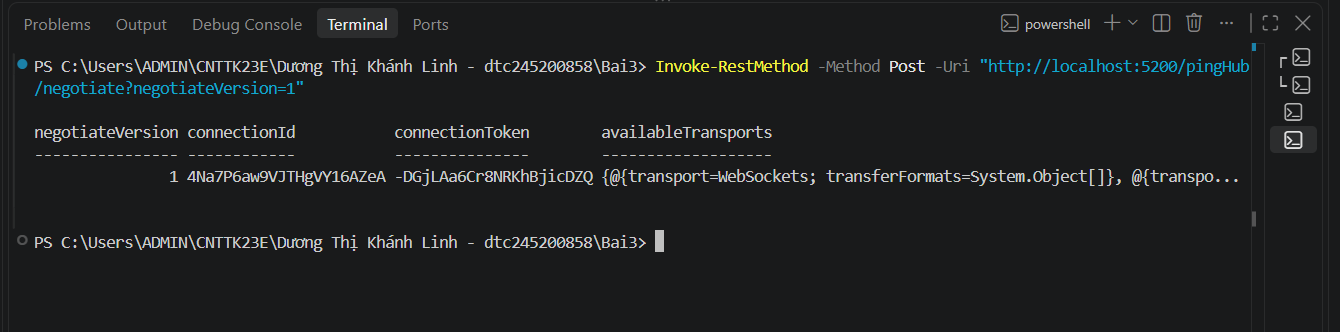 Problems Output Debug Console Terminal Ports powershell
PS C:\Users\ADMIN\CNTTK23E\Dương Thị Khánh Linh - dtc245200858\Bai3> Invoke-RestMethod -Method Post -Uri "http://localhost:5200/pingHub
/negotiate?negotiateVersion=1"
negotiateVersion connectionId connectionToken availableTransports
---------------- ------------ --------------- -------------------
1 4Na7P6aw9VJTHgVY16AZeA -DGjLAa6Cr8NRKhBjicDZQ {@{transport=WebSockets; transferFormats=System.Object[]}, @{transpo...
PS C:\Users\ADMIN\CNTTK23E\Dương Thị Khánh Linh - dtc245200858\Bai3>